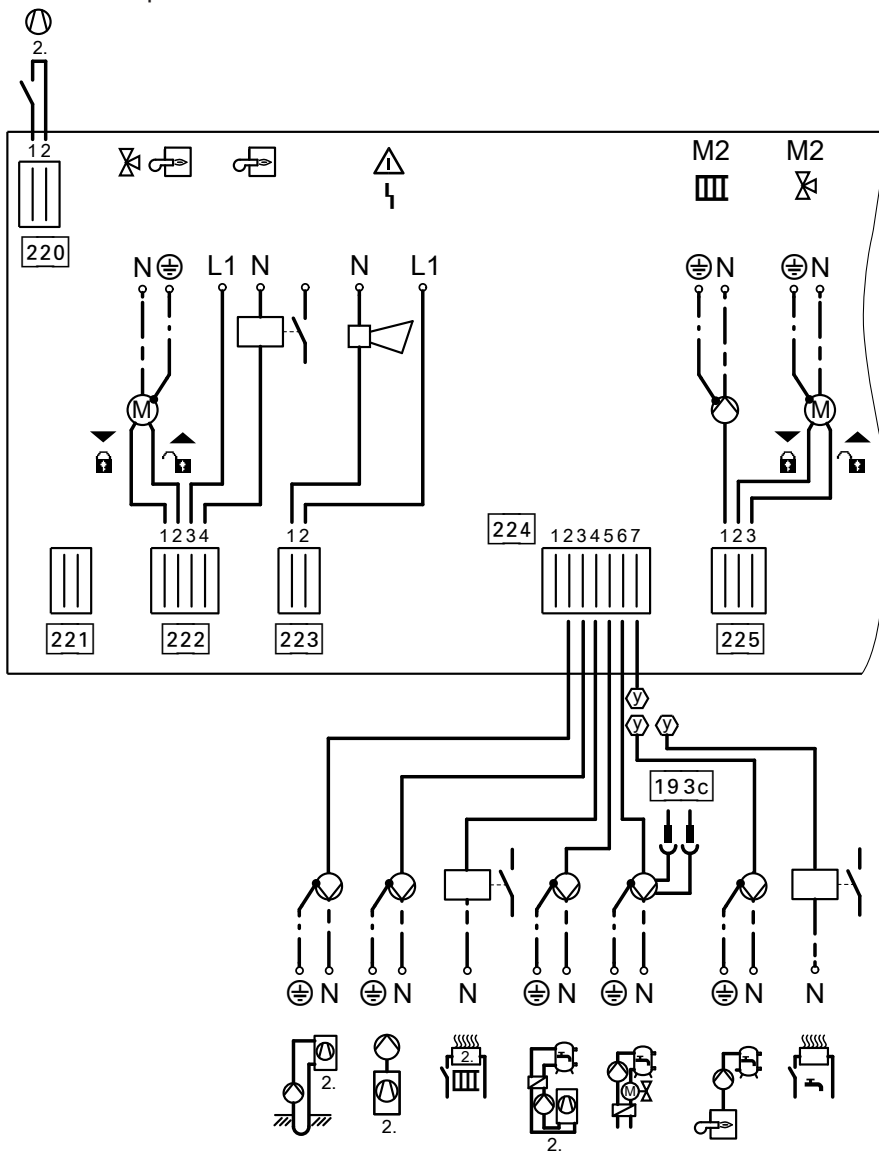 2.
1 2
M2 M2
220
N L1 N N L1 N N
M M
1 2 3 4 1 2 224 1 2 3 4 5 6 7 1 2 3
221 222 223 225
y
y y
193c
N N N N N N N
2.
2. M
2. 2.